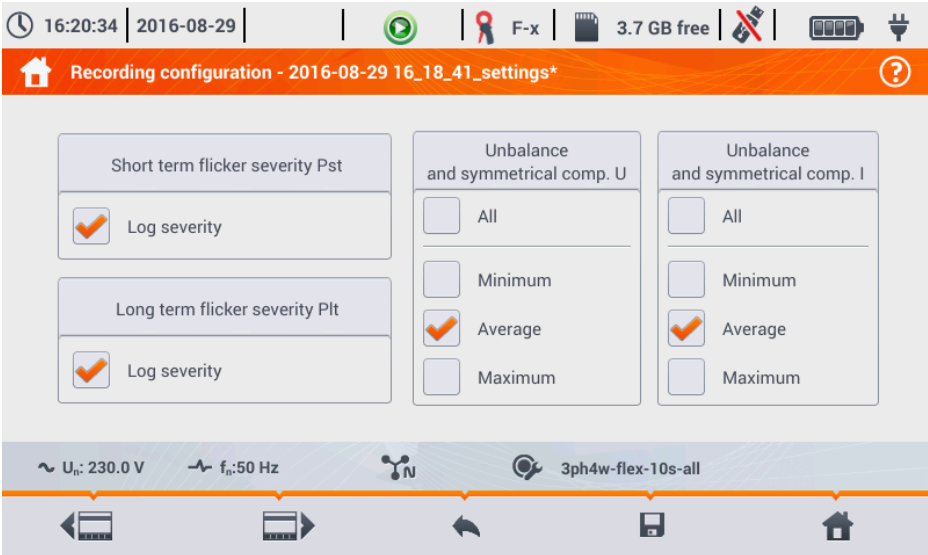 16:20:34 2016-08-29 F-x 3.7 GB free
Recording configuration - 2016-08-29 16_18_41_settings*
?
Short term flicker severity Pst
Log severity
Long term flicker severity Plt
Log severity
Unbalance
and symmetrical comp. U
All
Minimum
Average
Maximum
Unbalance
and symmetrical comp. I
All
Minimum
Average
Maximum
Un: 230.0 V fn:50 Hz N 3ph4w-flex-10s-all